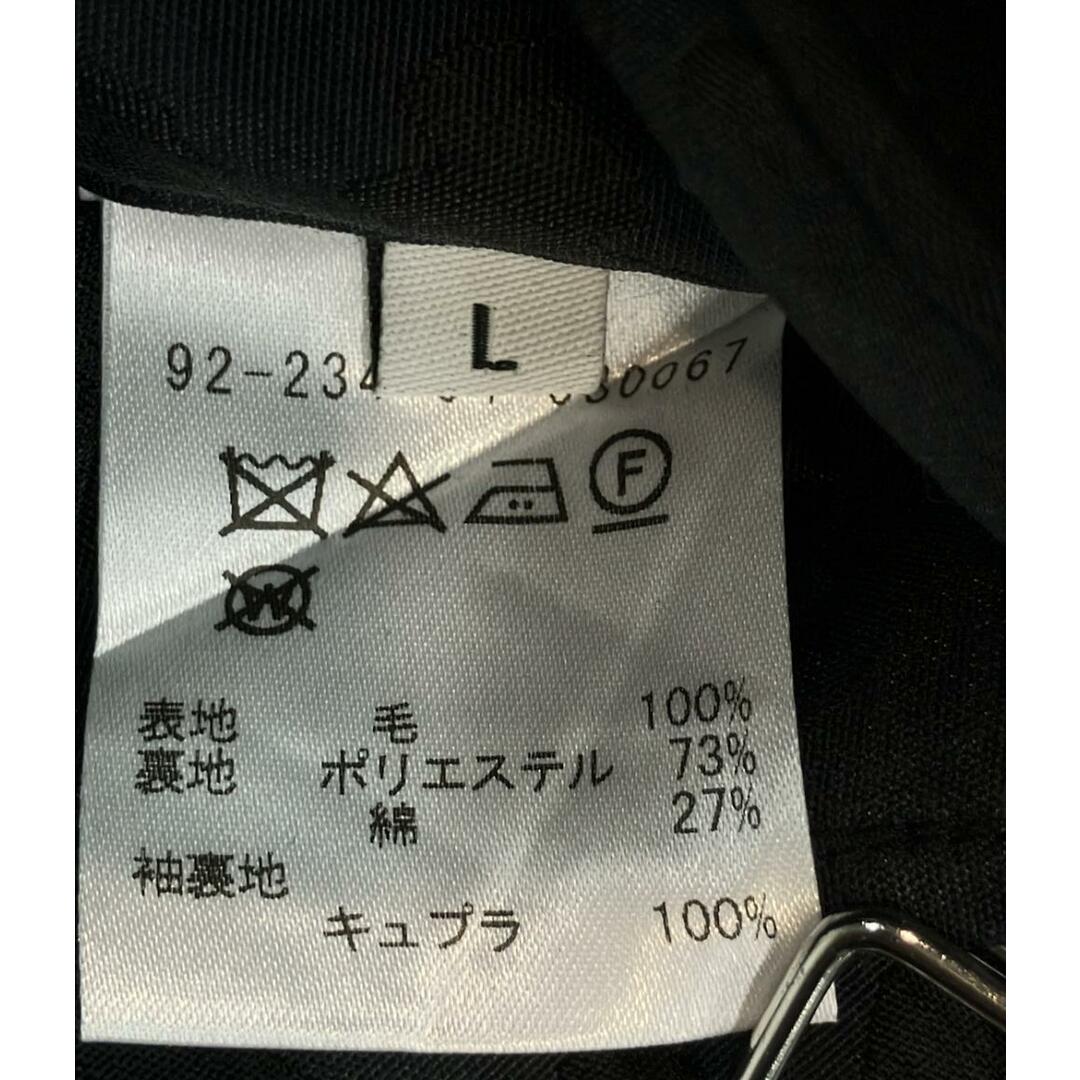 L
92-234
30067
F
W
表地 毛 100%
裏地 ポリエステル 73%
綿 27%
袖裏地
キュプラ 100%